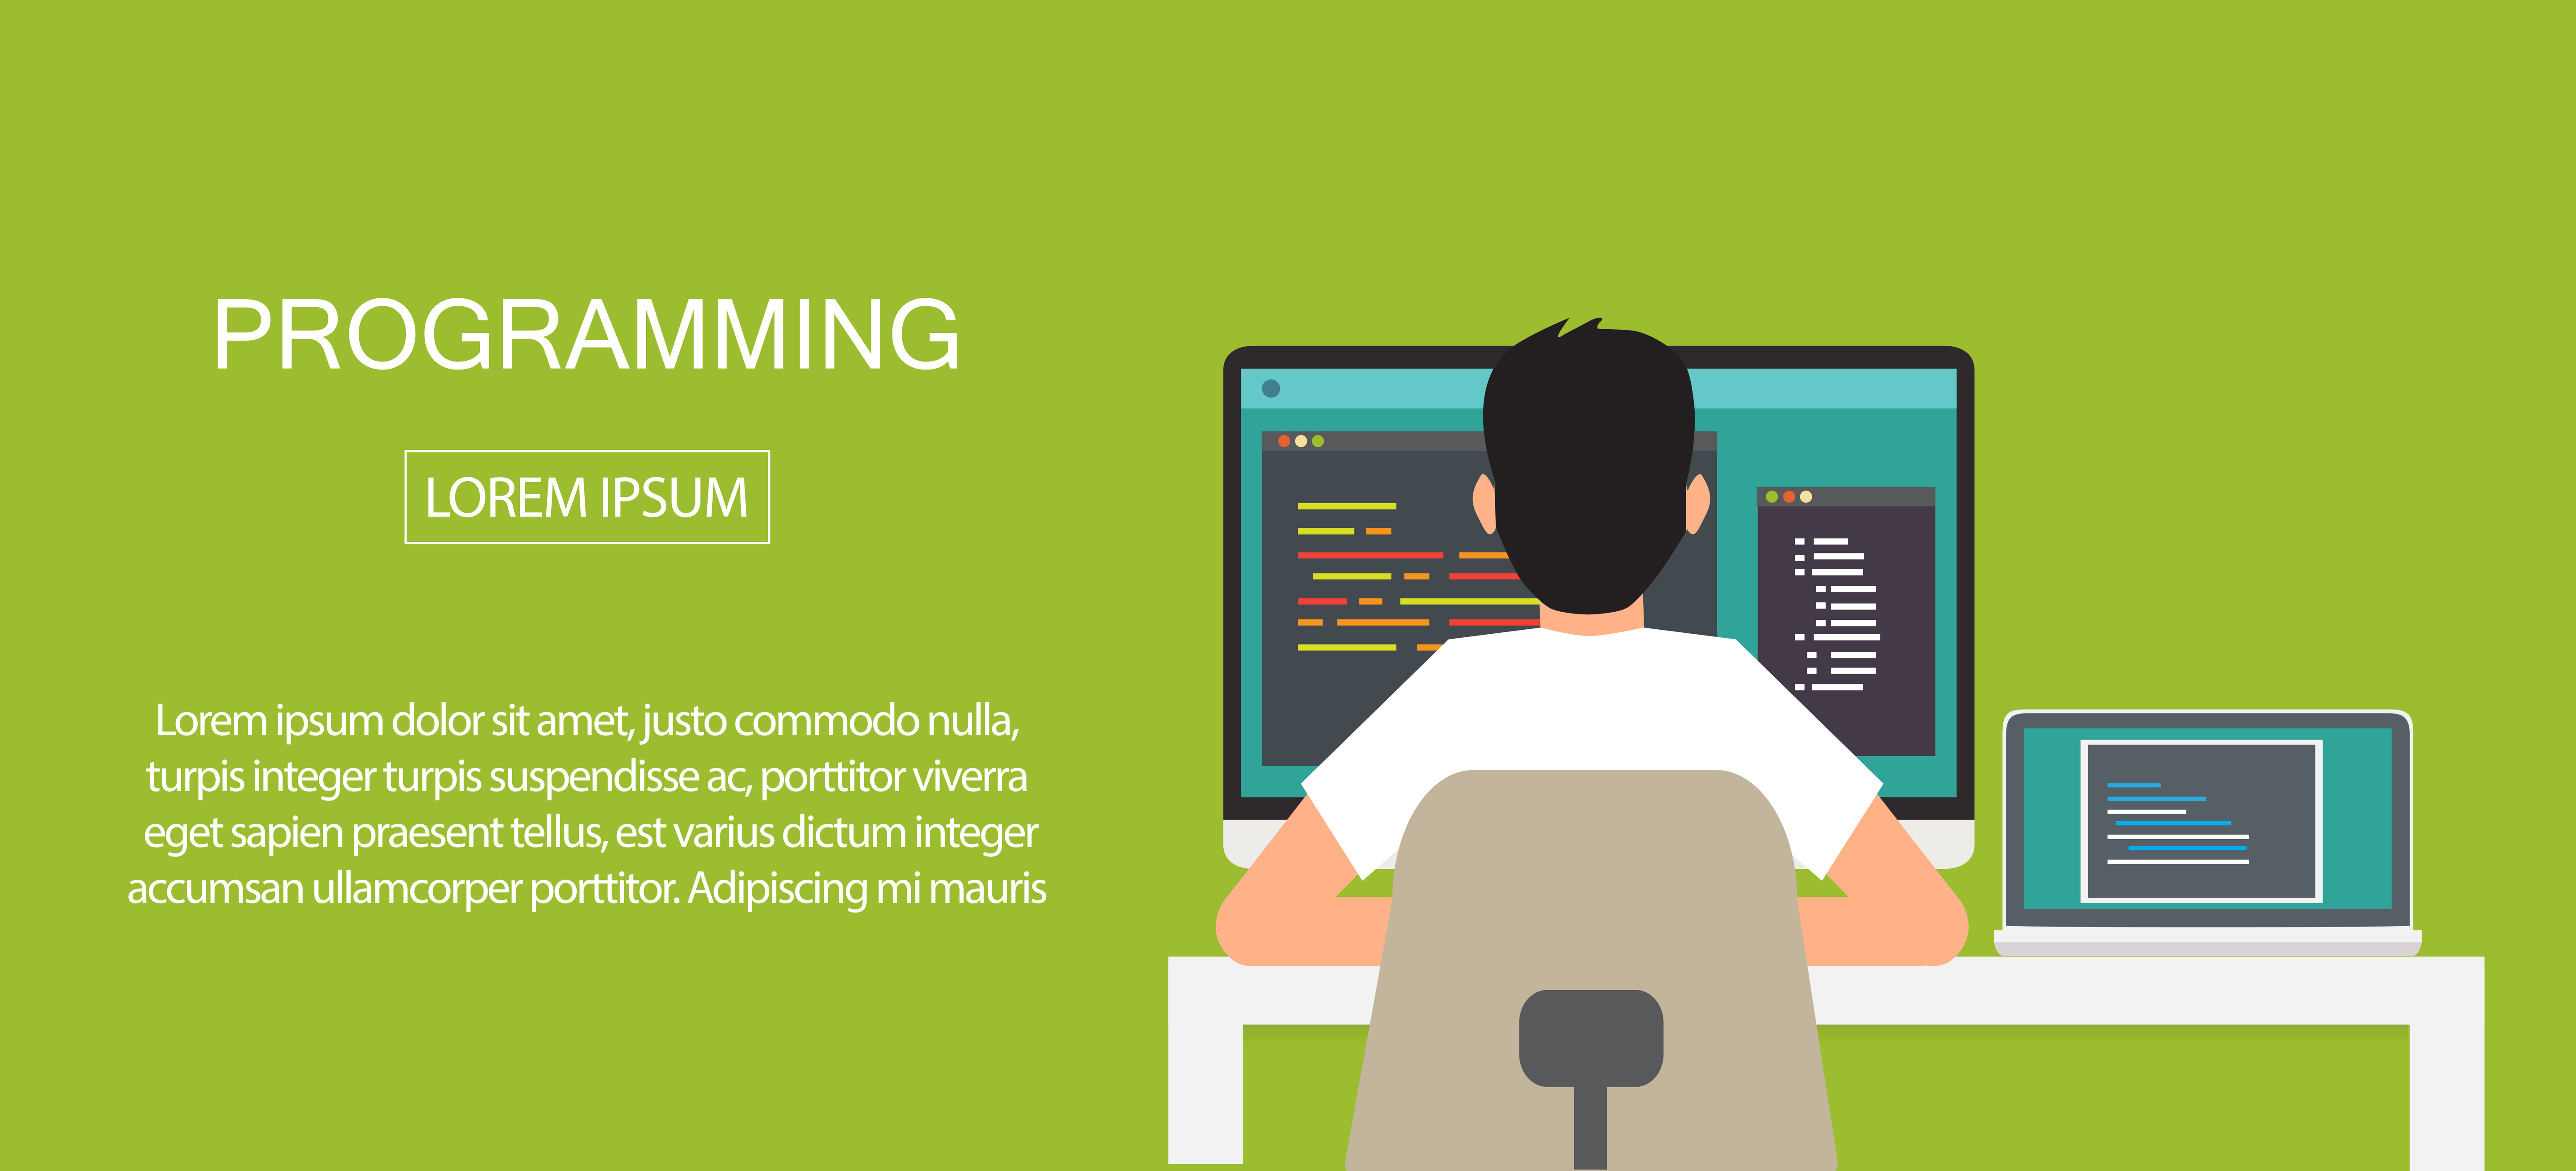 PROGRAMMING
LOREM IPSUM
Lorem ipsum dolor sit amet, justo commodo nulla,
turpis integer turpis suspendisse ac, porttitor viverra
eget sapien praesent tellus, est varius dictum integer
accumsan ullamcorper porttitor. Adipiscing mi mauris